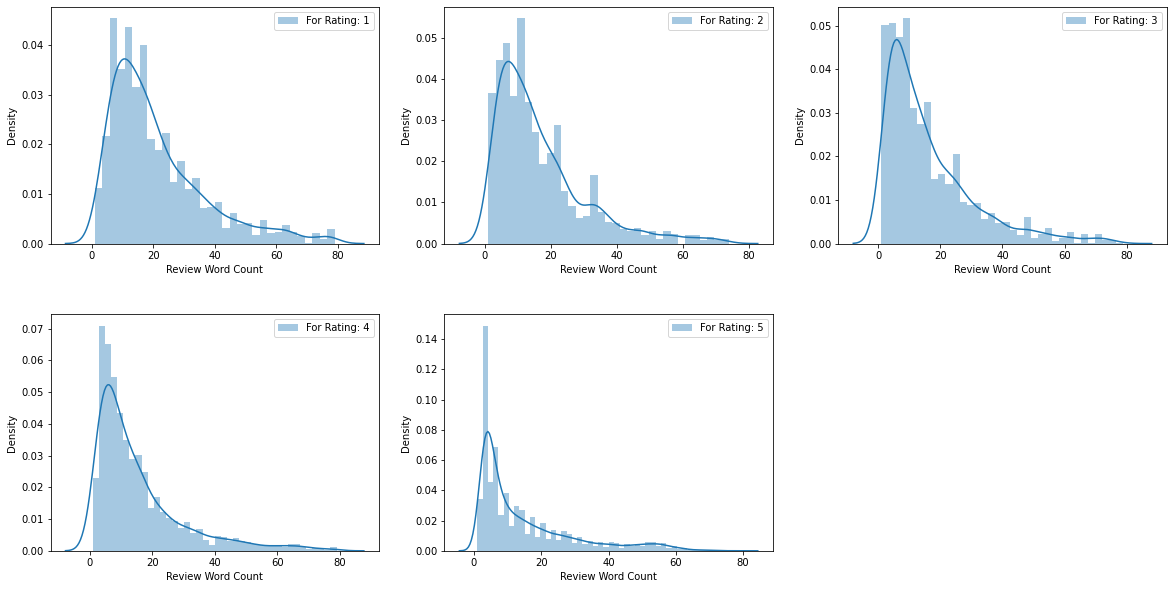 For Rating: 1
Density
0.04
0.03
0.02
0.01
0.00
0 20 40 60 80
Review Word Count
For Rating: 2
Density
0.05
0.04
0.03
0.02
0.01
0.00
0 20 40 60 80
Review Word Count
For Rating: 3
Density
0.05
0.04
0.03
0.02
0.01
0.00
0 20 40 60 80
Review Word Count
For Rating: 4
Density
0.07
0.06
0.05
0.04
0.03
0.02
0.01
0.00
0 20 40 60 80
Review Word Count
For Rating: 5
Density
0.14
0.12
0.10
0.08
0.06
0.04
0.02
0.00
0 20 40 60 80
Review Word Count